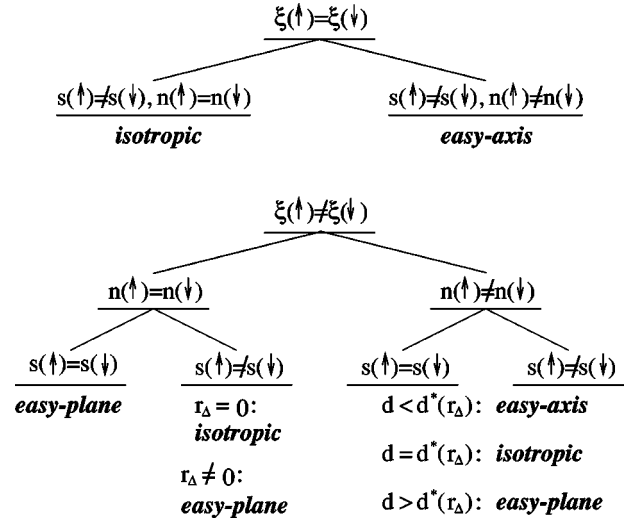 ξ(↑)=ξ(↓)
s(↑)≠s(↓), n(↑)=n(↓)
isotropic
s(↑)≠s(↓), n(↑)≠n(↓)
easy-axis
ξ(↑)≠ξ(↓)
n(↑)=n(↓)
n(↑)≠n(↓)
s(↑)=s(↓)
easy-plane
s(↑)≠s(↓)
r_Δ = 0:
isotropic
r_Δ ≠ 0:
easy-plane
s(↑)=s(↓)
s(↑)≠s(↓)
d < d*(r_Δ): easy-axis
d = d*(r_Δ): isotropic
d > d*(r_Δ): easy-plane